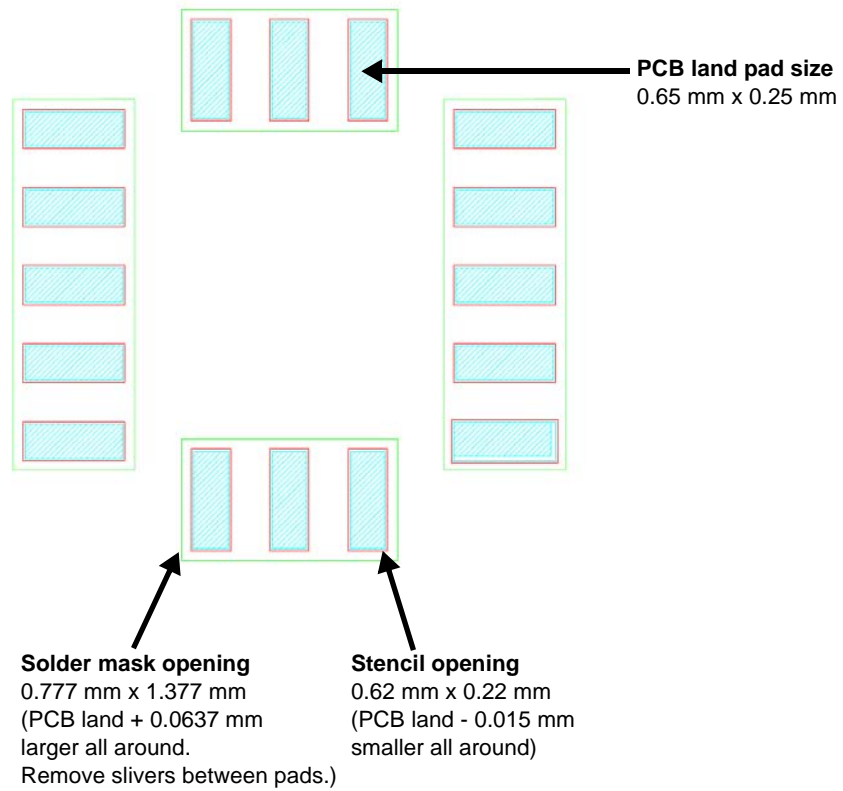 PCB land pad size
0.65 mm x 0.25 mm
Solder mask opening
0.777 mm x 1.377 mm
(PCB land + 0.0637 mm
larger all around.
Remove slivers between pads.)
Stencil opening
0.62 mm x 0.22 mm
(PCB land - 0.015 mm
smaller all around)